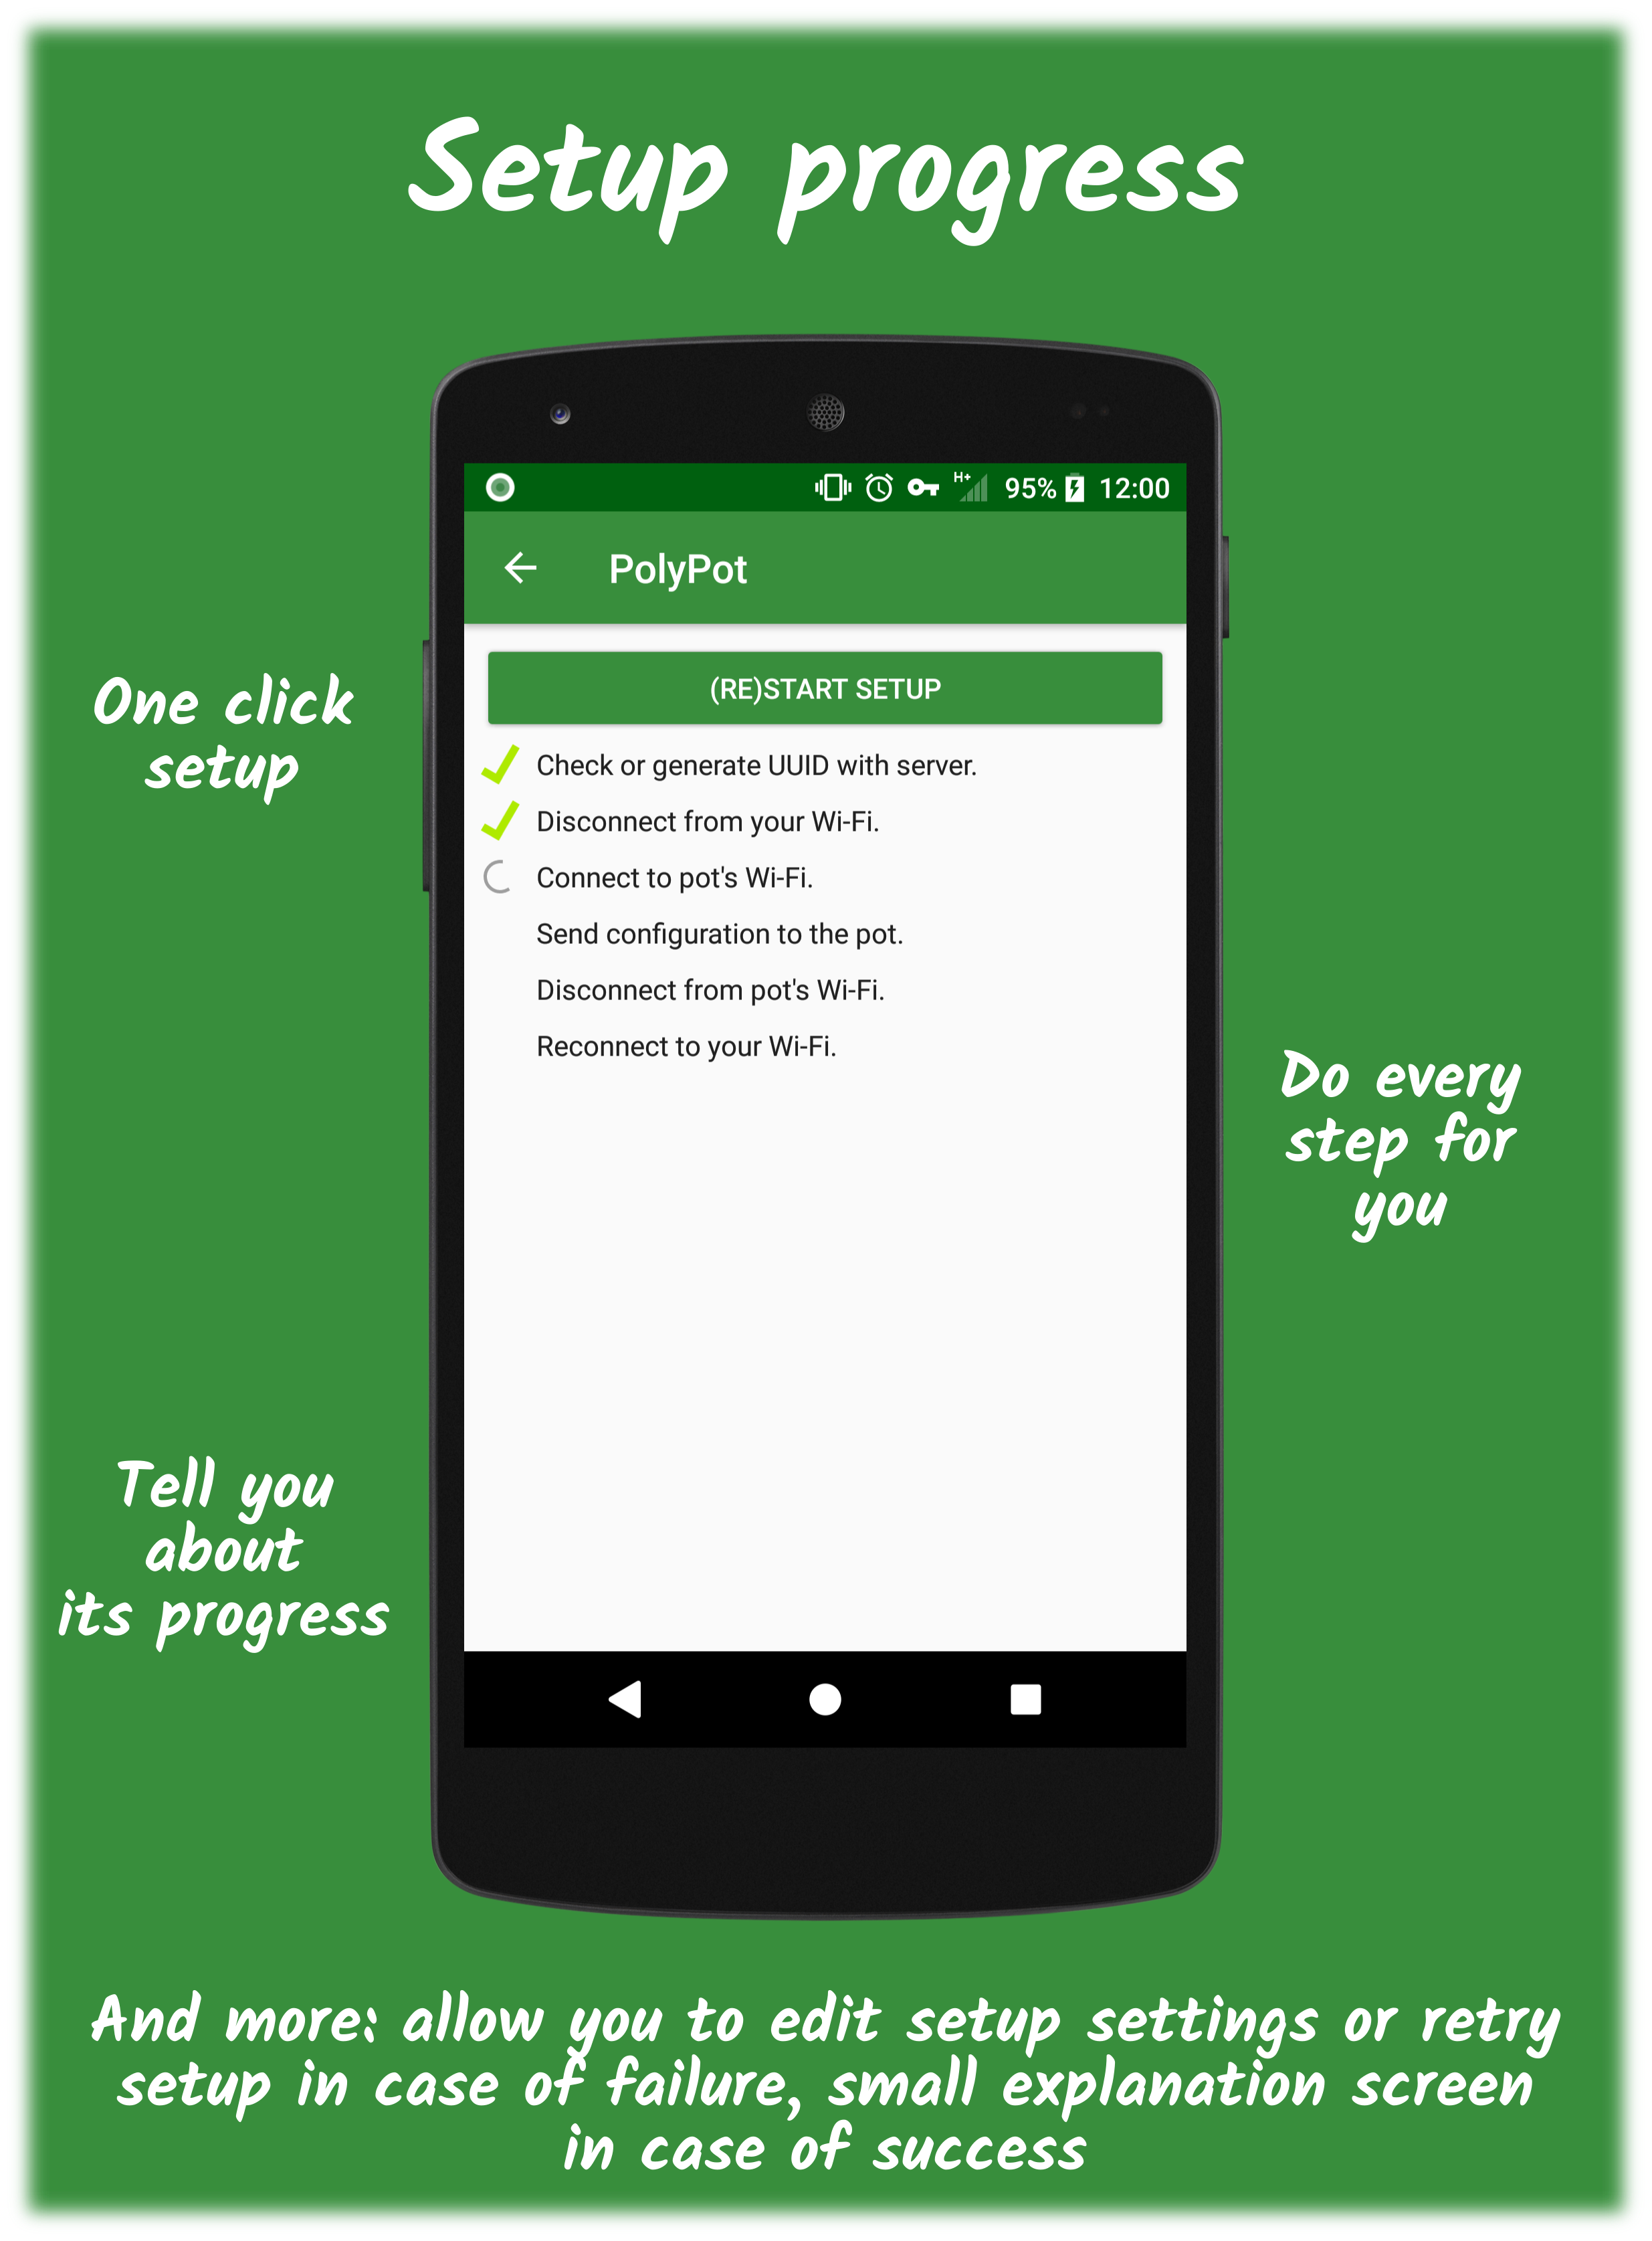 Setup progress
H+
95%
12:00
PolyPot
(RE)START SETUP
One click
setup
Check or generate UUID with server.
Disconnect from your Wi-Fi.
Connect to pot's Wi-Fi.
Send configuration to the pot.
Disconnect from pot's Wi-Fi.
Reconnect to your Wi-Fi.
Do every
step for
you
Tell you
about
its progress
And more: allow you to edit setup settings or retry
setup in case of failure, small explanation screen
in case of success